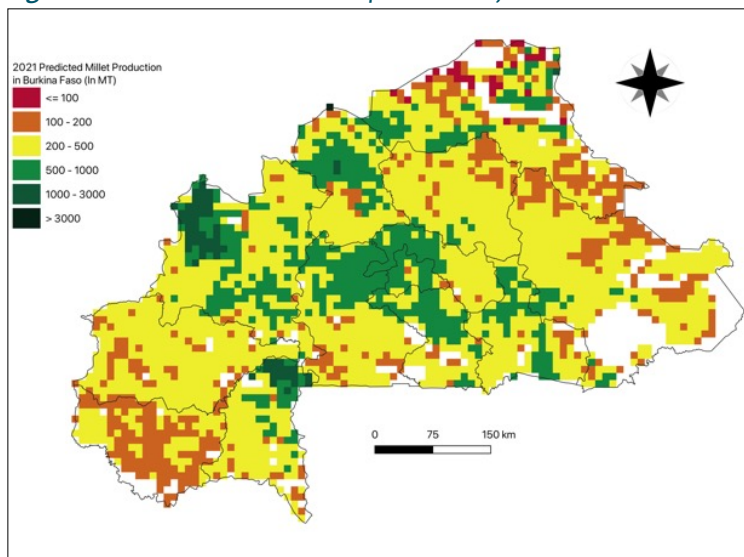 2021 Predicted Millet Production
in Burkina Faso (In MT)
<= 100
100 - 200
200 - 500
500 - 1000
1000 - 3000
> 3000
0 75 150 km